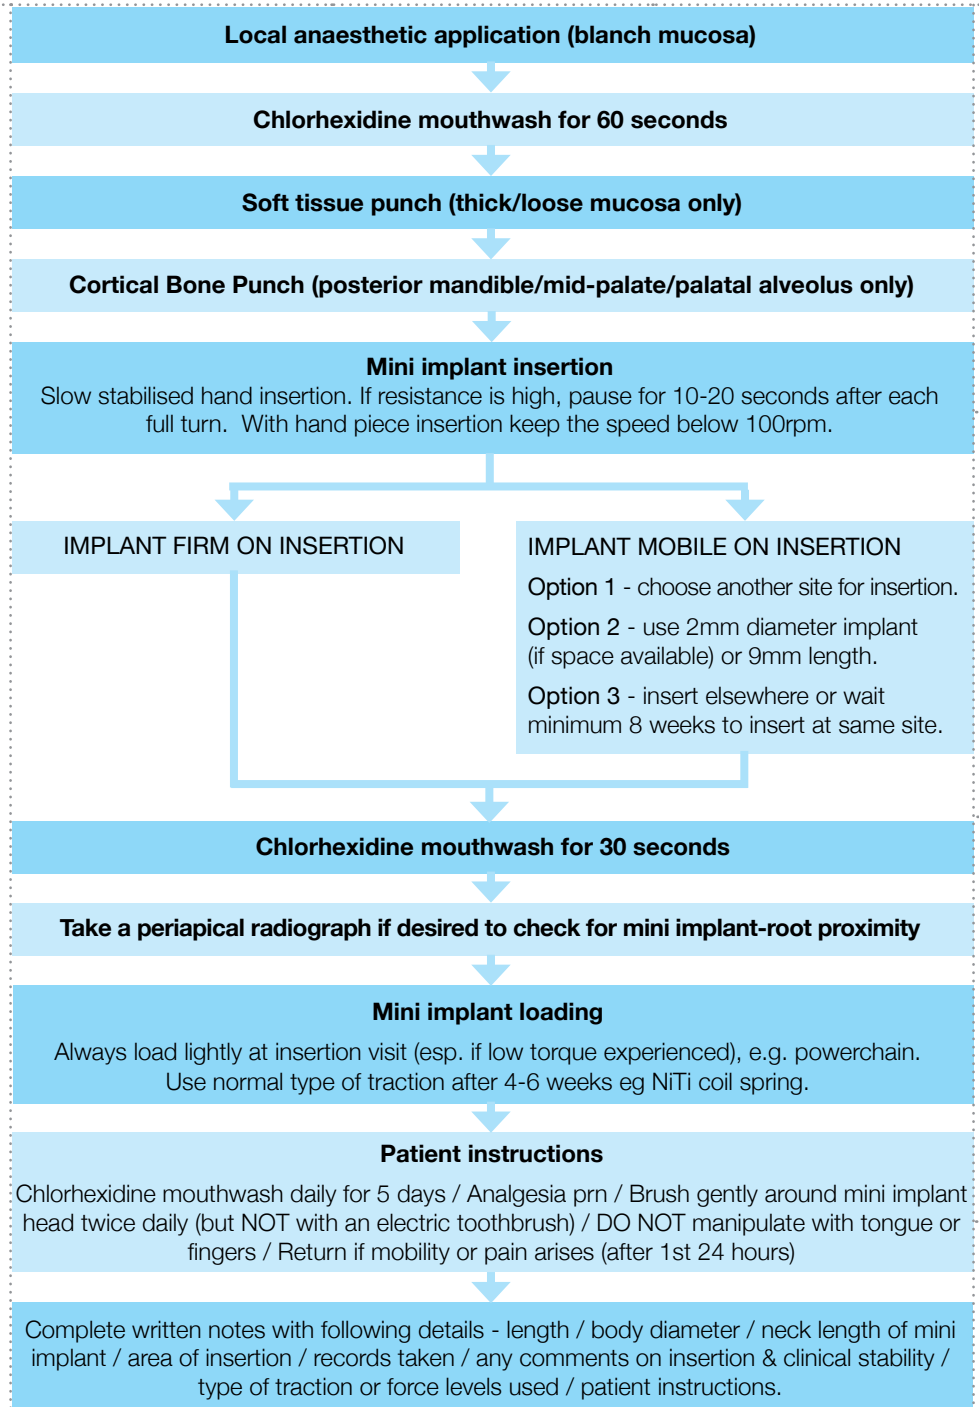 Local anaesthetic application (blanch mucosa)
Chlorhexidine mouthwash for 60 seconds
Soft tissue punch (thick/loose mucosa only)
Cortical Bone Punch (posterior mandible/mid-palate/palatal alveolus only)
Mini implant insertion
Slow stabilised hand insertion. If resistance is high, pause for 10-20 seconds after each
full turn. With hand piece insertion keep the speed below 100rpm.
IMPLANT FIRM ON INSERTION
IMPLANT MOBILE ON INSERTION
Option 1 - choose another site for insertion.
Option 2 - use 2mm diameter implant
(if space available) or 9mm length.
Option 3 - insert elsewhere or wait
minimum 8 weeks to insert at same site.
Chlorhexidine mouthwash for 30 seconds
Take a periapical radiograph if desired to check for mini implant-root proximity
Mini implant loading
Always load lightly at insertion visit (esp. if low torque experienced), e.g. powerchain.
Use normal type of traction after 4-6 weeks eg NiTi coil spring.
Patient instructions
Chlorhexidine mouthwash daily for 5 days / Analgesia prn / Brush gently around mini implant
head twice daily (but NOT with an electric toothbrush) / DO NOT manipulate with tongue or
fingers / Return if mobility or pain arises (after 1st 24 hours)
Complete written notes with following details - length / body diameter / neck length of mini
implant / area of insertion / records taken / any comments on insertion & clinical stability /
type of traction or force levels used / patient instructions.